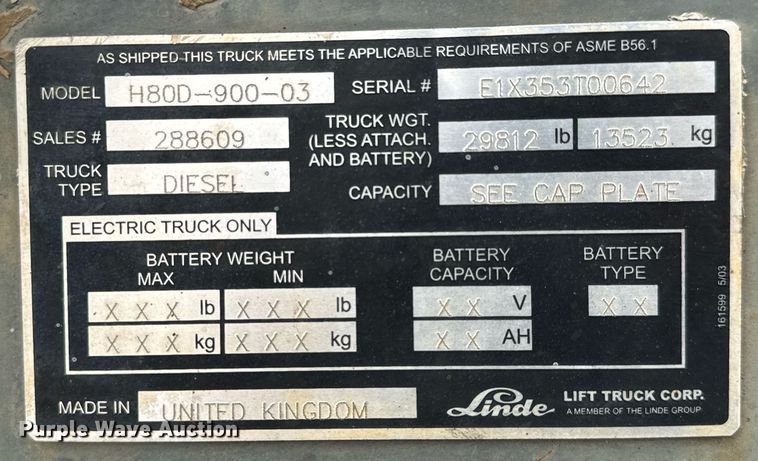 AS SHIPPED THIS TRUCK MEETS THE APPLICABLE REQUIREMENTS OF ASME B56.1
MODEL H80D-900-03 SERIAL # E1X353T00642
SALES # 288609 TRUCK WGT. (LESS ATTACH. AND BATTERY) 29812 lb 13523 kg
TRUCK TYPE DIESEL CAPACITY SEE CAP PLATE
ELECTRIC TRUCK ONLY
BATTERY WEIGHT BATTERY CAPACITY BATTERY TYPE
MAX MIN
X X X lb X X X lb X X V X X
X X X kg X X X kg X X AH
161599 5/03
MADE IN UNITED KINGDOM Linde LIFT TRUCK CORP.
A MEMBER OF THE LINDE GROUP
Purple Wave Auction